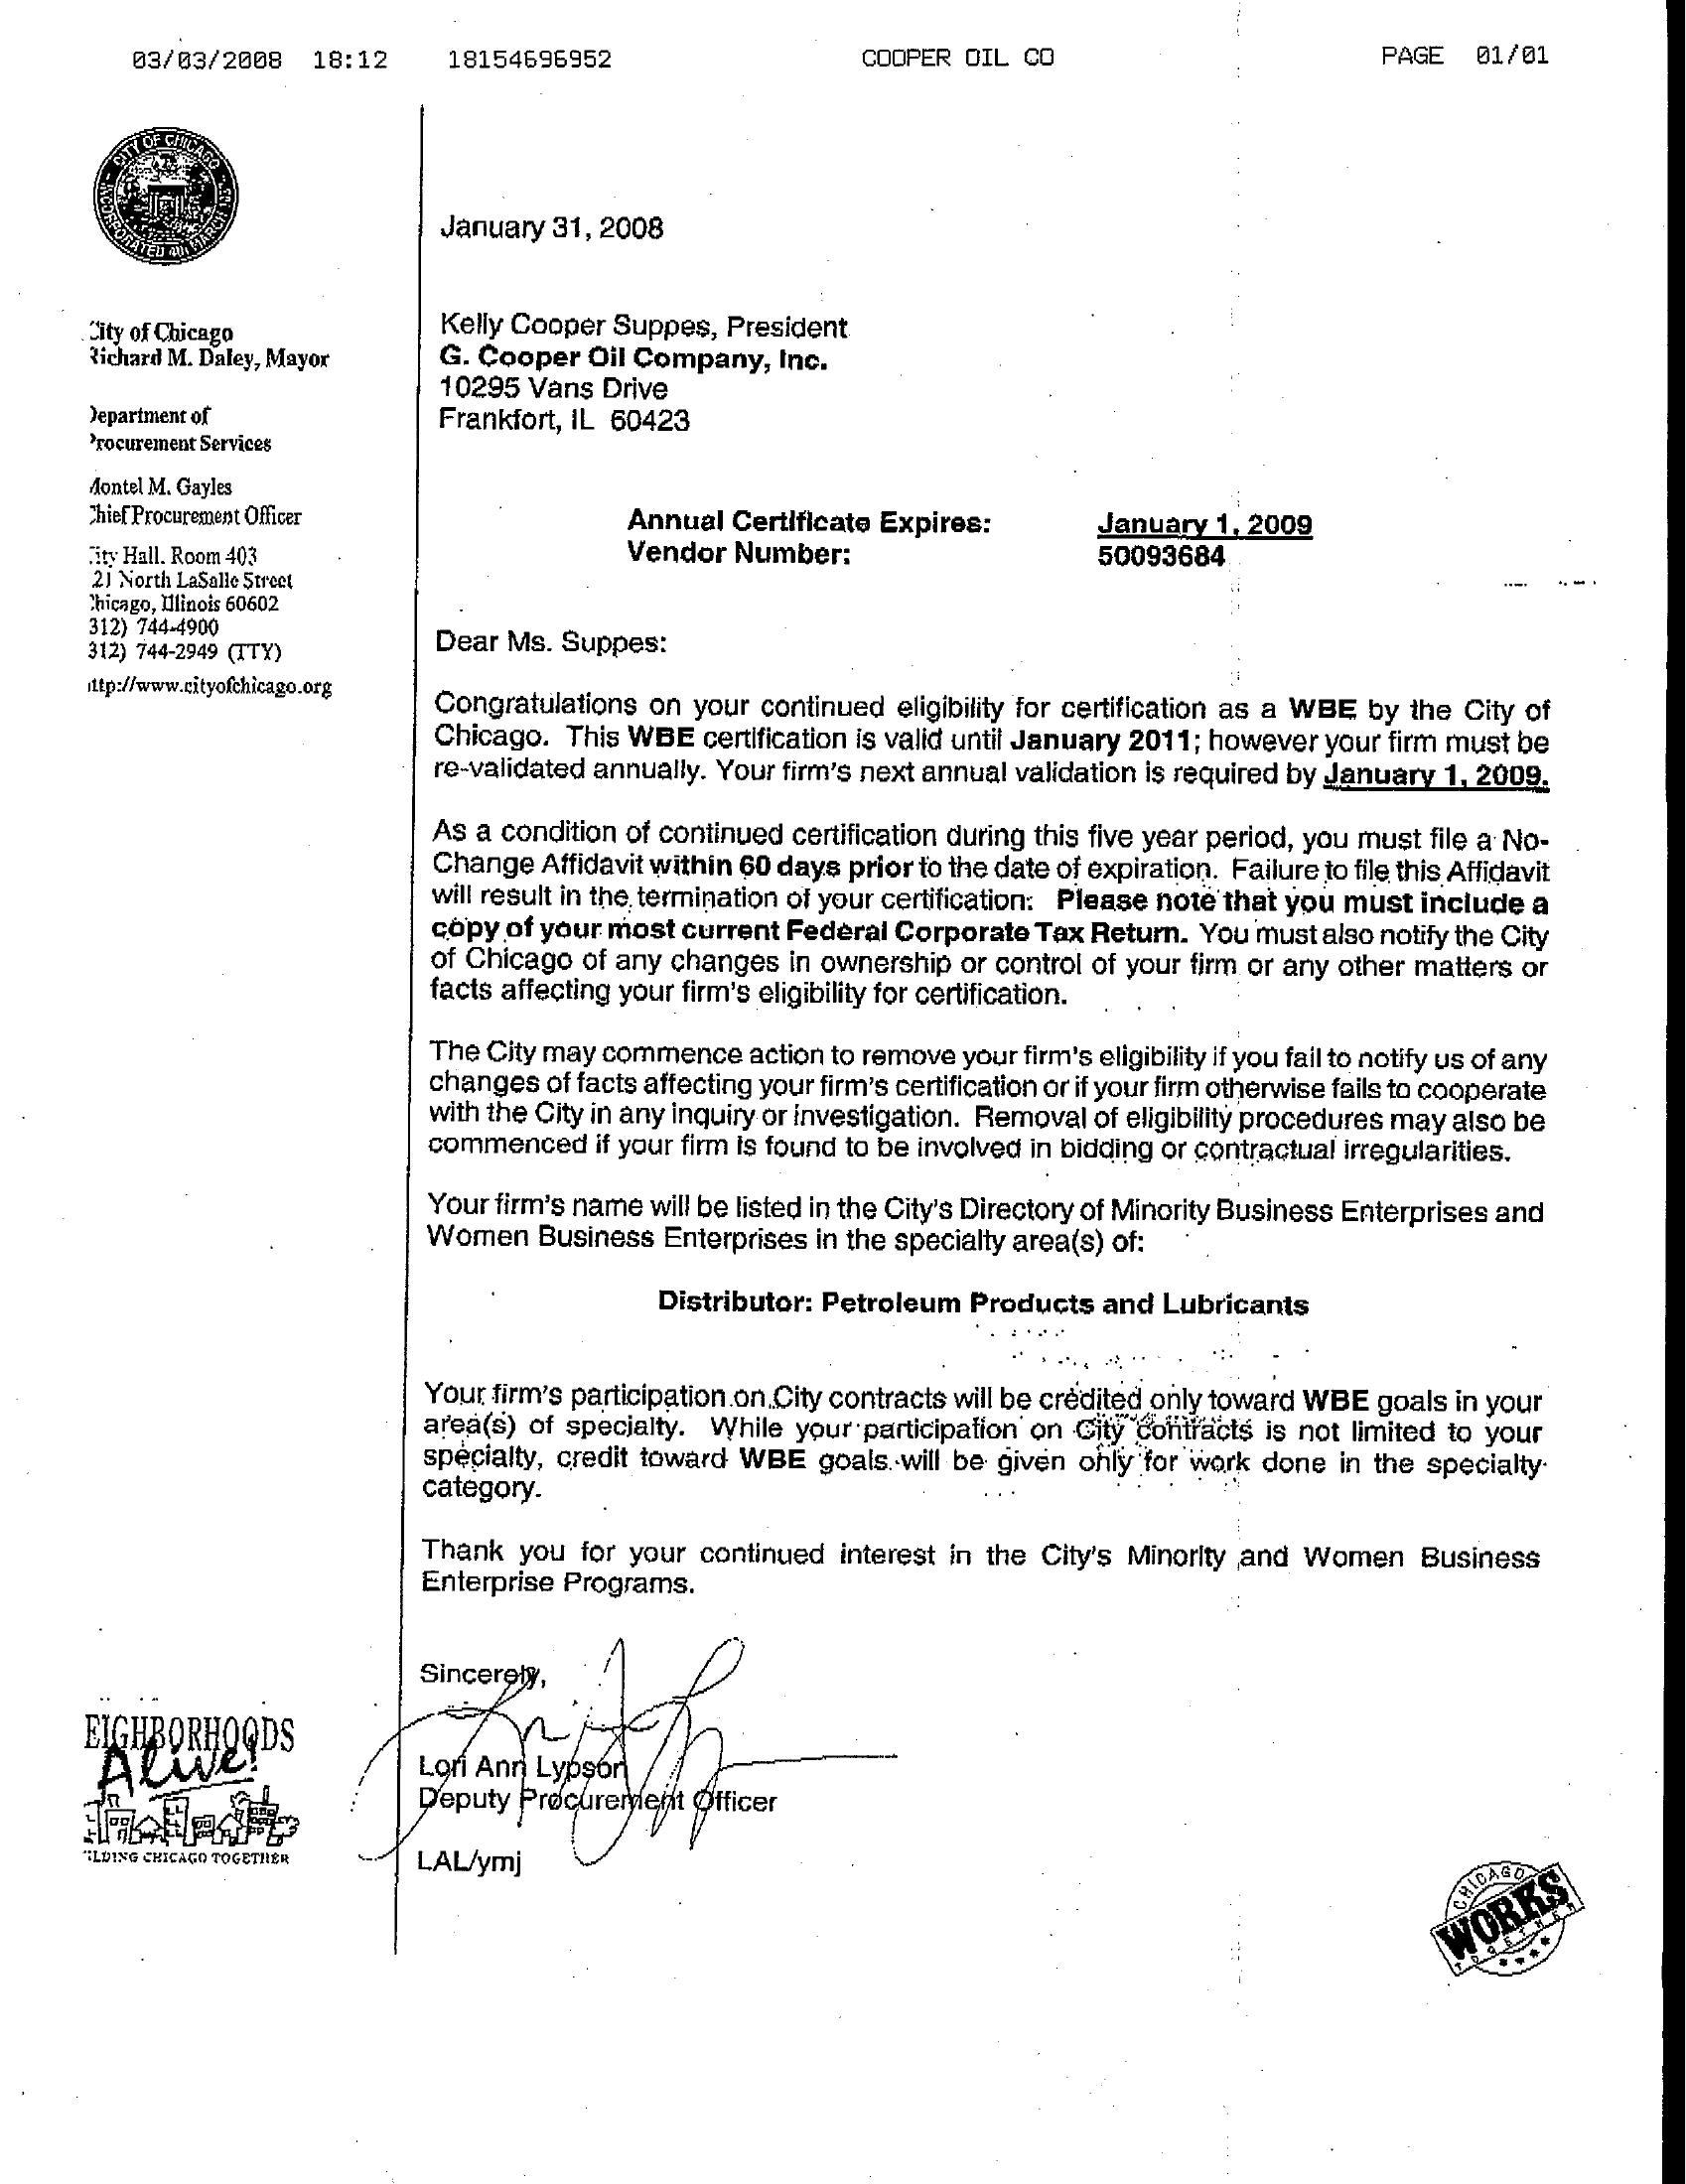 03/03/2008 18:12 18154696952 COOPER OIL CO PAGE 01/01
CITY OF CHICAGO
INCORPORATED 4th MARCH
City of Chicago
Richard M. Daley, Mayor
Department of
Procurement Services
Montel M. Gayles
Chief Procurement Officer
City Hall. Room 403
21 North LaSalle Street
Chicago, Illinois 60602
312) 744-4900
312) 744-2949 (TTY)
http://www.cityofchicago.org
January 31, 2008
Kelly Cooper Suppes, President
G. Cooper Oil Company, Inc.
10295 Vans Drive
Frankfort, IL 60423
Annual Certificate Expires: January 1, 2009
Vendor Number: 50093684
Dear Ms. Suppes:
Congratulations on your continued eligibility for certification as a WBE by the City of
Chicago. This WBE certification is valid until January 2011; however your firm must be
re-validated annually. Your firm's next annual validation is required by January 1, 2009.
As a condition of continued certification during this five year period, you must file a No-
Change Affidavit within 60 days prior to the date of expiration. Failure to file this Affidavit
will result in the termination of your certification: Please note that you must include a
copy of your most current Federal Corporate Tax Return. You must also notify the City
of Chicago of any changes in ownership or control of your firm or any other matters or
facts affecting your firm's eligibility for certification.
The City may commence action to remove your firm's eligibility if you fail to notify us of any
changes of facts affecting your firm's certification or if your firm otherwise fails to cooperate
with the City in any inquiry or investigation. Removal of eligibility procedures may also be
commenced if your firm is found to be involved in bidding or contractual irregularities.
Your firm's name will be listed in the City's Directory of Minority Business Enterprises and
Women Business Enterprises in the specialty area(s) of:
Distributor: Petroleum Products and Lubricants
Your firm's participation on City contracts will be credited only toward WBE goals in your
area(s) of specialty. While your participation on City contracts is not limited to your
specialty, credit toward WBE goals will be given only for work done in the specialty
category.
Thank you for your continued interest in the City's Minority and Women Business
Enterprise Programs.
Sincerely,
Lori Ann Lypson
Deputy Procurement Officer
LAL/ymj
EIGHBORHOODS
Alive!
ILDING CHICAGO TOGETHER
CHICAGO
WORKS
TOGETHER